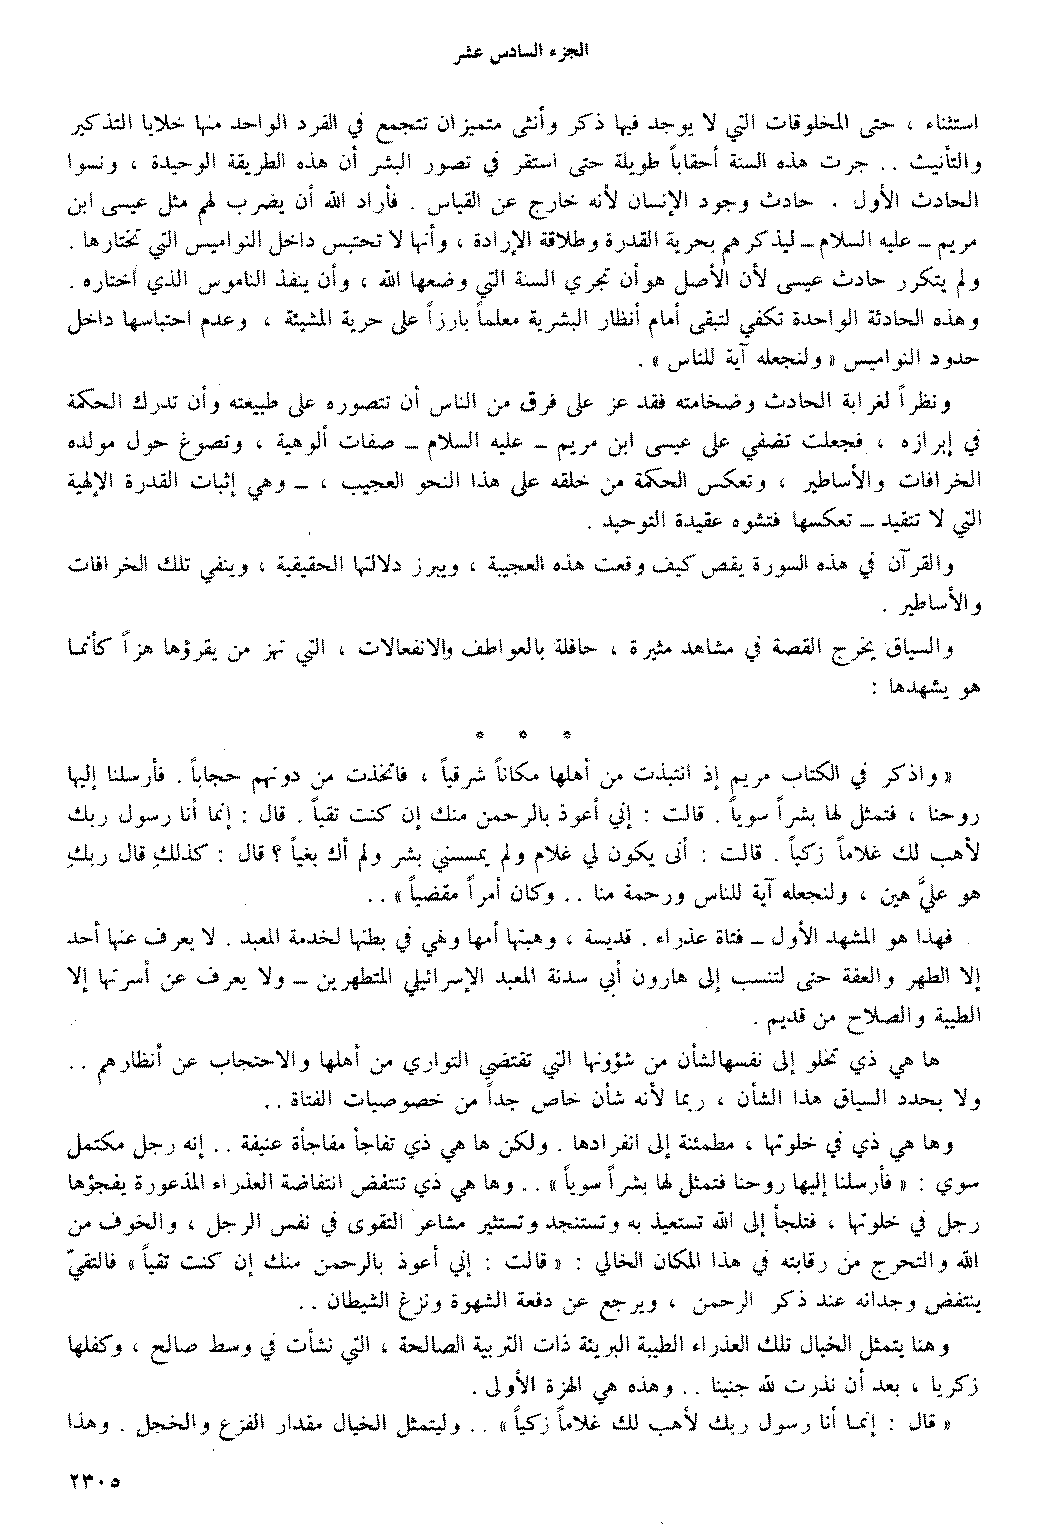 الجزء السادس عشر
استثناء ، حتى المخلوقات التي لا يوجد فيها ذكر وأنثى متميزان تتجمع في الفرد الواحد منها خلايا التذكير
والتأنيث .. جرت هذه السنة أحقاباً طويلة حتى استقر في تصور البشر أن هذه الطريقة الوحيدة ، ونسوا
الحادث الأول . حادث وجود الإنسان لأنه خارج عن القياس . فأراد الله أن يضرب لهم مثل عيسى ابن
مريم – عليه السلام – ليذكرهم بحرية القدرة وطلاقة الإرادة ، وأنها لا تحتبس داخل النواميس التي تختارها .
ولم يتكرر حادث عيسى لأن الأصل هو أن تجري السنة التي وضعها الله ، وأن ينفذ الناموس الذي اختاره .
وهذه الحادثة الواحدة تكفي لتبقى أمام أنظار البشرية معلماً بارزاً على حرية المشيئة ، وعدم احتباسها داخل
حدود النواميس « ولنجعله آية للناس » .
ونظراً لغرابة الحادث وضخامته فقد عز على فرق من الناس أن تتصوره على طبيعته وأن تدرك الحكمة
في إبرازه ، فجعلت تضفي على عيسى ابن مريم – عليه السلام – صفات ألوهية ، وتصوغ حول مولده
الخرافات والأساطير ، وتعكس الحكمة من خلقه على هذا النحو العجيب ، – وهي إثبات القدرة الإلهية
التي لا تتقيد – تعكسها فتشوه عقيدة التوحيد .
والقرآن في هذه السورة يقص كيف وقعت هذه العجيبة ، ويبرز دلالتها الحقيقية ، وينفي تلك الخرافات
والأساطير .
والسياق يخرج القصة في مشاهد مثيرة ، حافلة بالعواطف والانفعالات ، التي تهز من يقرؤها هزاً كأنما
هو يشهدها :
* * *
« واذكر في الكتاب مريم إذ انتبذت من أهلها مكاناً شرقياً ، فاتخذت من دونهم حجاباً . فأرسلنا إليها
روحنا ، فتمثل لها بشراً سوياً . قالت : إني أعوذ بالرحمن منك إن كنت تقياً . قال : إنما أنا رسول ربك
لأهب لك غلاماً زكياً . قالت : أنى يكون لي غلام ولم يمسسني بشر ولم أك بغياً ؟ قال : كذلكِ قال ربكِ
هو عليَّ هين ، ولنجعله آية للناس ورحمة منا .. وكان أمراً مقضياً » ..
فهذا هو المشهد الأول – فتاة عذراء . قديسة ، وهبتها أمها وهي في بطنها لخدمة المعبد . لا يعرف عنها أحد
إلا الطهر والعفة حتى لتنسب إلى هارون أبي سدنة المعبد الإسرائيلي المتطهرين – ولا يعرف عن أسرتها إلا
الطيبة والصلاح من قديم .
ها هي ذي تخلو إلى نفسهالشأن من شؤونها التي تقتضي التواري من أهلها والاحتجاب عن أنظارهم ..
ولا يحدد السياق هذا الشأن ، ربما لأنه شأن خاص جداً من خصوصيات الفتاة ..
وها هي ذي في خلوتها ، مطمئنة إلى انفرادها . ولكن ها هي ذي تفاجأ مفاجأة عنيفة .. إنه رجل مكتمل
سوي : « فأرسلنا إليها روحنا فتمثل لها بشراً سوياً » .. وها هي ذي تنتفض انتفاضة العذراء المذعورة يفجؤها
رجل في خلوتها ، فتلجأ إلى الله تستعيذ به وتستنجد وتستثير مشاعر التقوى في نفس الرجل ، والخوف من
الله والتحرج من رقابته في هذا المكان الخالي : « قالت : إني أعوذ بالرحمن منك إن كنت تقياً » فالتقيّ
ينتفض وجدانه عند ذكر الرحمن ، ويرجع عن دفعة الشهوة ونزغ الشيطان ..
وهنا يتمثل الخيال تلك العذراء الطيبة البريئة ذات التربية الصالحة ، التي نشأت في وسط صالح ، وكفلها
زكريا ، بعد أن نذرت لله جنينا .. وهذه هي الهزة الأولى .
« قال : إنما أنا رسول ربك لأهب لك غلاماً زكياً » .. وليتمثل الخيال مقدار الفزع والخجل . وهذا
٢٣٠٥